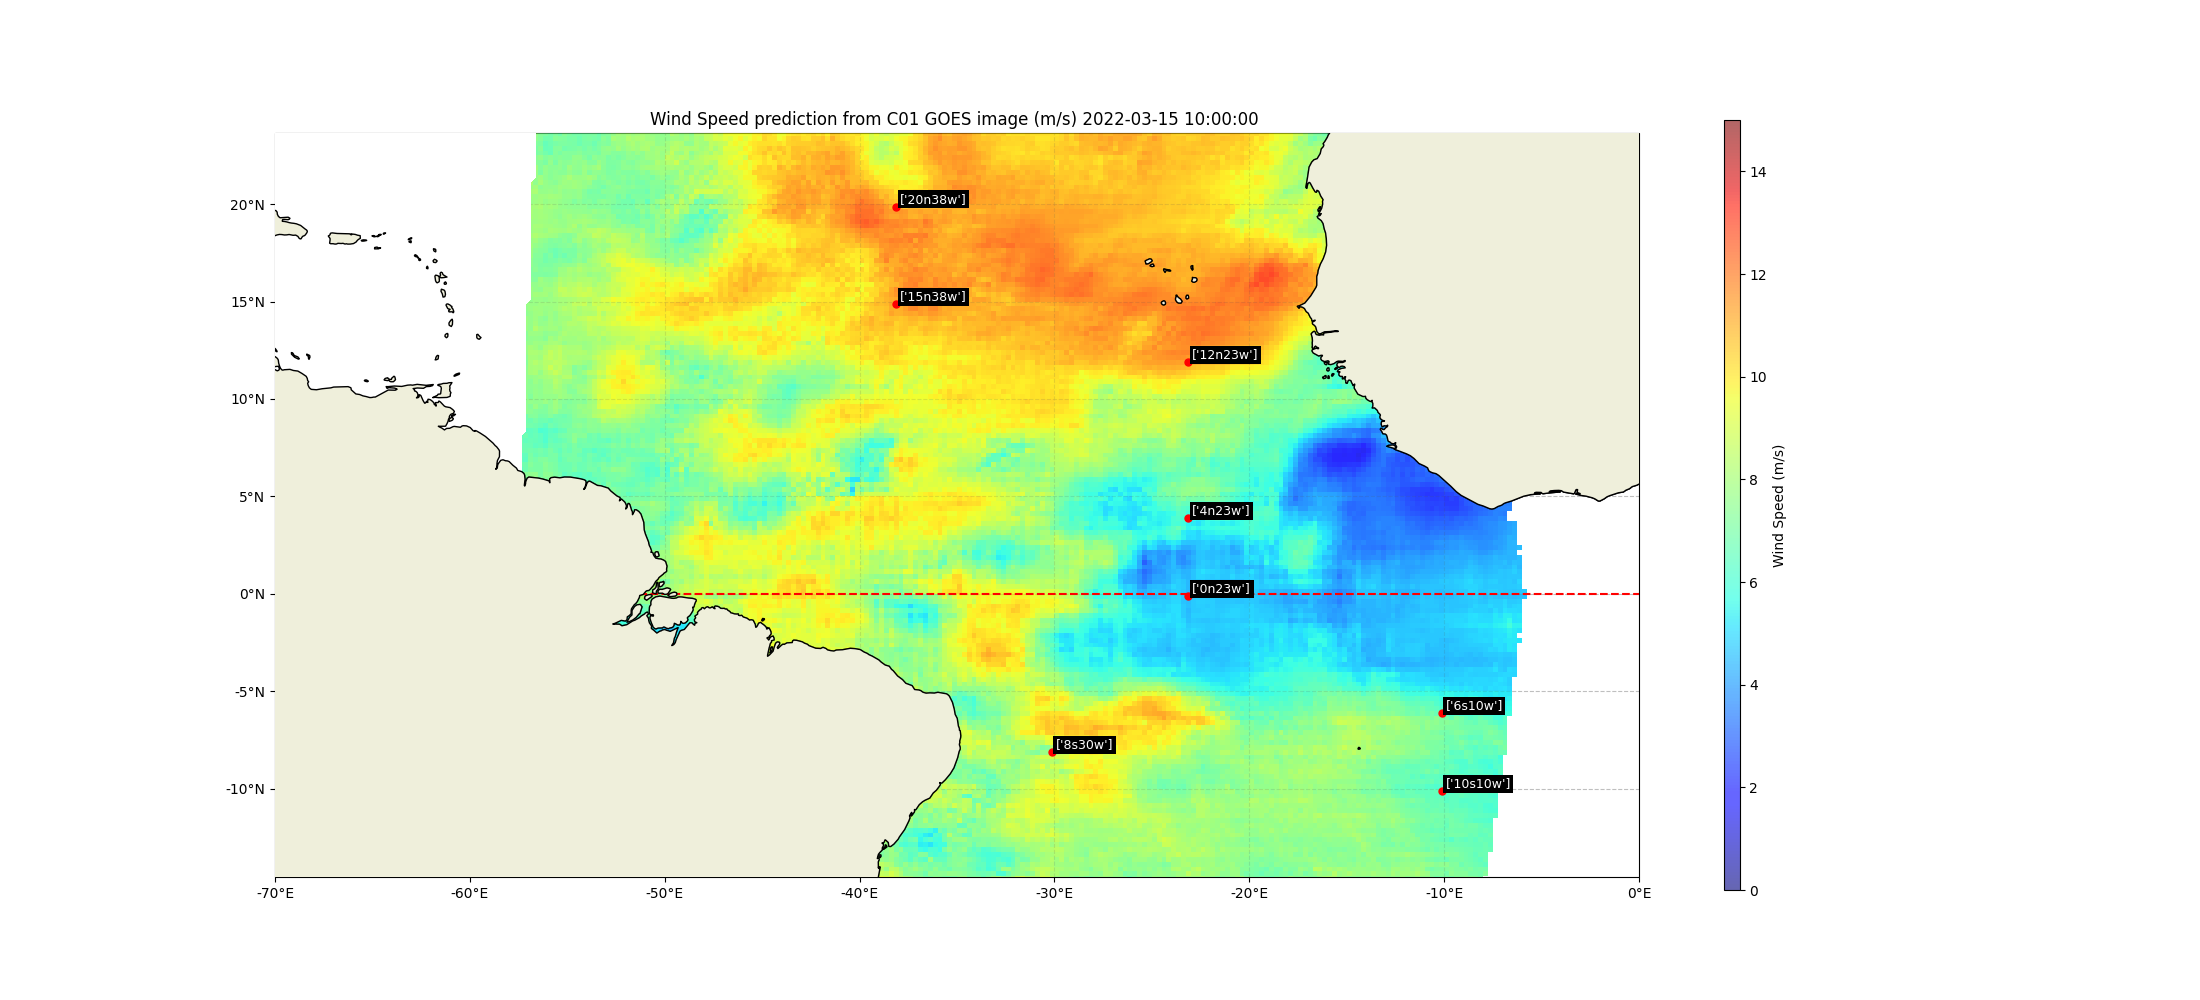 Wind Speed prediction from C01 GOES image (m/s) 2022-03-15 10:00:00
20°N
15°N
10°N
5°N
0°N
-5°N
-10°N
['20n38w']
['15n38w']
['12n23w']
['4n23w']
['0n23w']
['6s10w']
['8s30w']
['10s10w']
-70°E
-60°E
-50°E
-40°E
-30°E
-20°E
-10°E
0°E
14
12
10
8
6
4
2
0
Wind Speed (m/s)